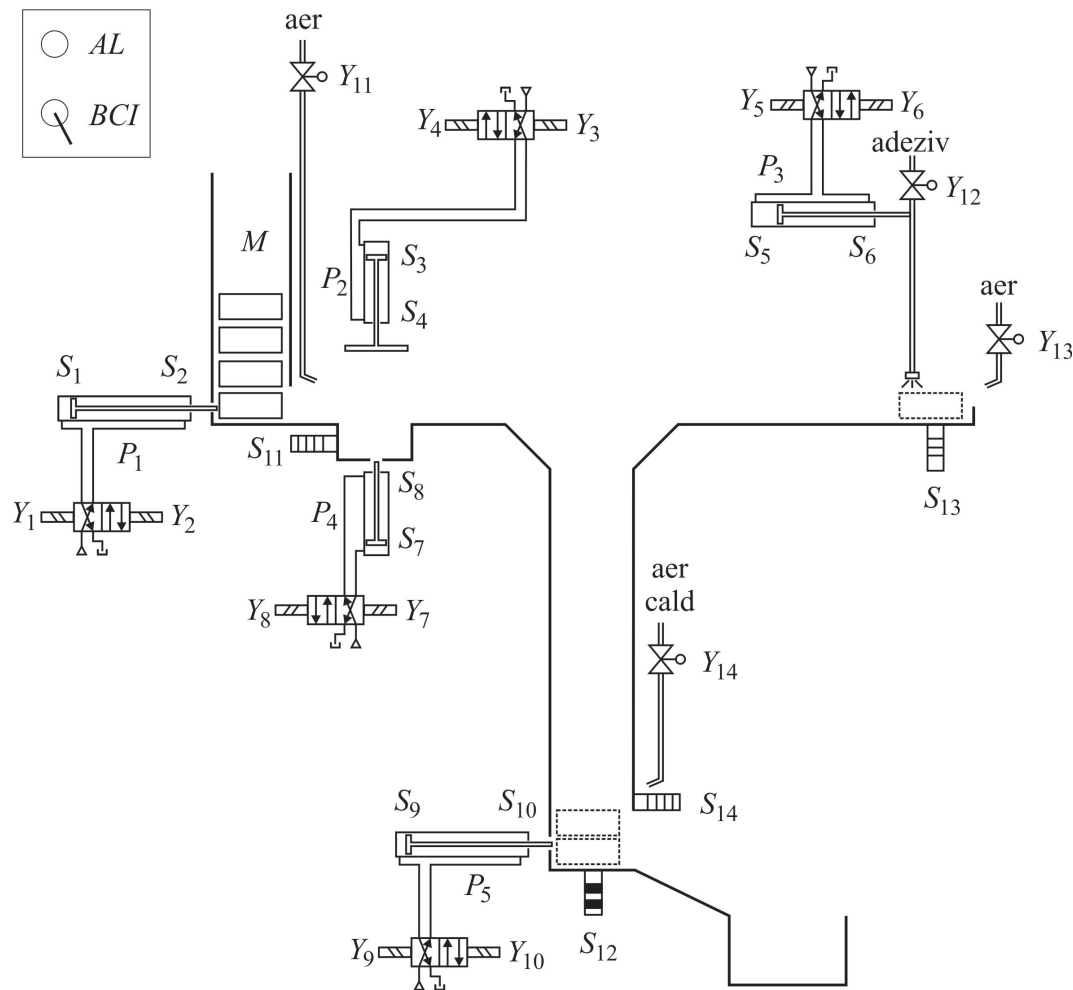 aer
AL
Y11
BCI
Y4
Y3
Y5
Y6
adeziv
P3
Y12
M
S5
S6
S3
P2
S4
aer
Y13
S1
S2
P1
S11
S8
S13
Y1
Y2
P4
S7
aer
cald
Y8
Y7
Y14
S9
S10
S14
P5
S12
Y9
Y10